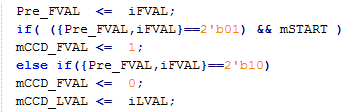 Pre_FVAL <= iFVAL;
if( ({Pre_FVAL,iFVAL}==2'b01) && mSTART )
mCCD_FVAL <= 1;
else if({Pre_FVAL,iFVAL}==2'b10)
mCCD_FVAL <= 0;
mCCD_LVAL <= iLVAL;